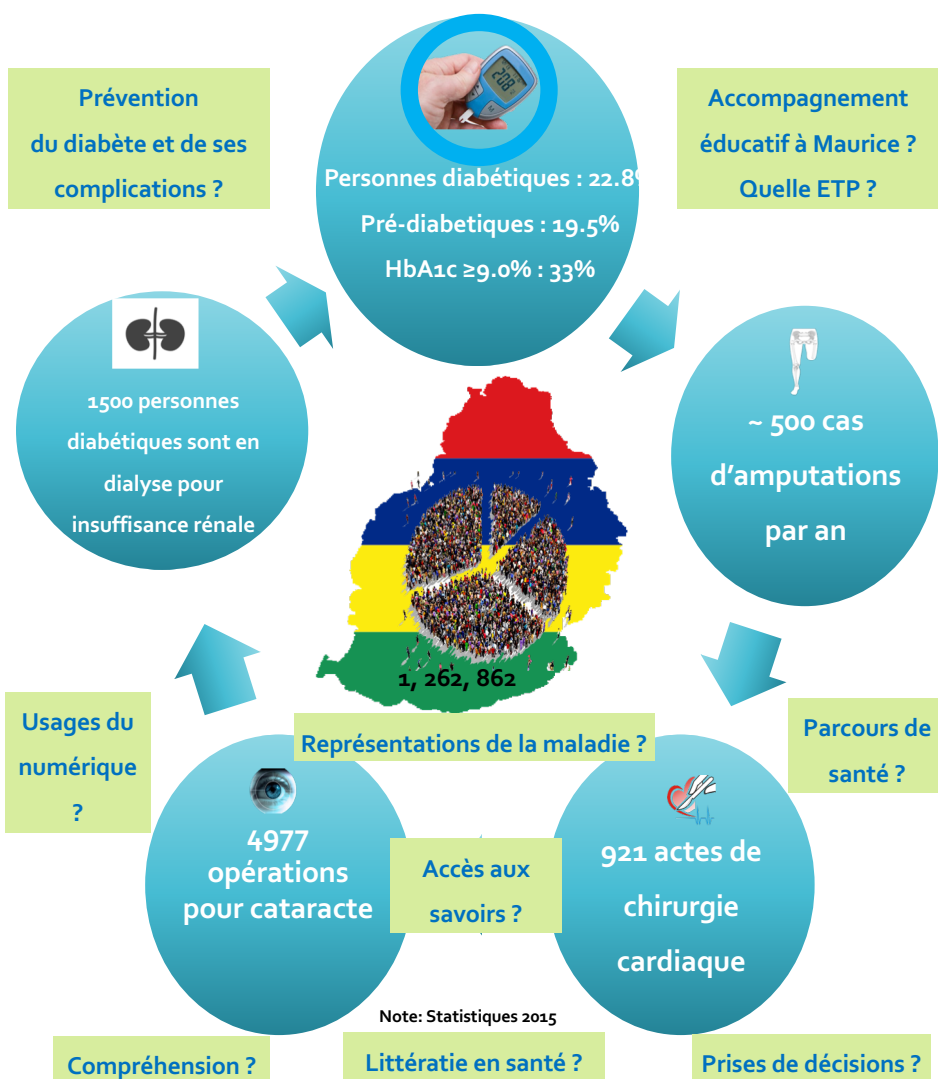 Prévention
du diabète et de ses
complications ?
Accompagnement
éducatif à Maurice ?
Quelle ETP ?
208
Personnes diabétiques : 22.8%
Pré-diabetiques : 19.5%
HbA1c ≥9.0% : 33%
1500 personnes
diabétiques sont en
dialyse pour
insuffisance rénale
~ 500 cas
d’amputations
par an
1, 262, 862
Usages du
numérique
?
Représentations de la maladie ?
Parcours de
santé ?
4977
opérations
pour cataracte
Accès aux
savoirs ?
921 actes de
chirurgie
cardiaque
Note: Statistiques 2015
Compréhension ?
Littératie en santé ?
Prises de décisions ?